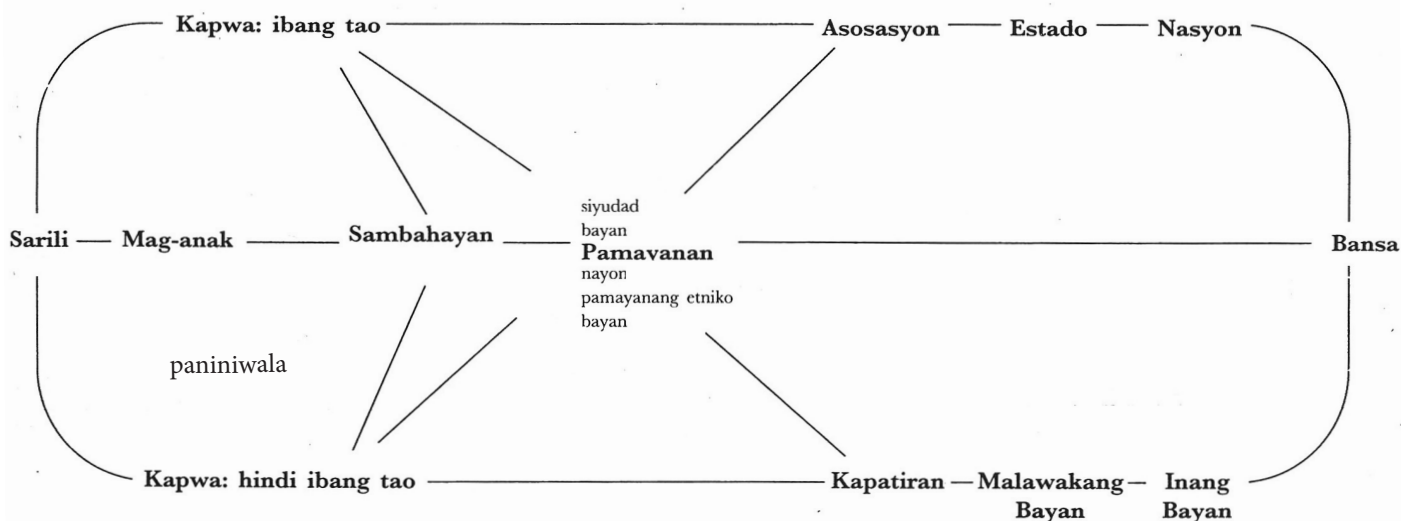 Kapwa: ibang tao
Asosasyon
Estado
Nasyon
siyudad
bayan
Sarili
Mag-anak
Sambahayan
Pamavanan
Bansa
nayon
pamayanang etniko
bayan
paniniwala
Kapwa: hindi ibang tao
Kapatiran
Malawakang
Bayan
Inang
Bayan